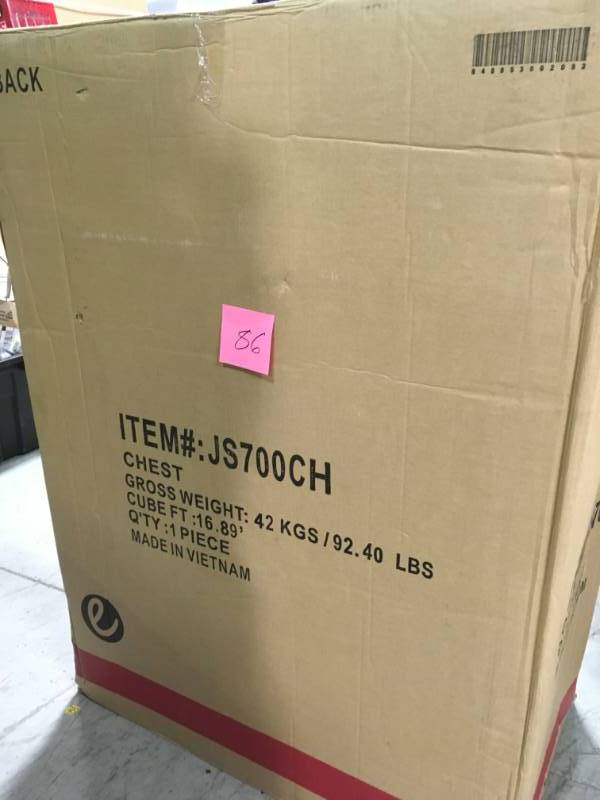 BACK
86
ITEM#:JS700CH
CHEST
GROSS WEIGHT: 42 KGS / 92.40 LBS
CUBE FT :16.89'
Q'TY :1 PIECE
MADE IN VIETNAM
e